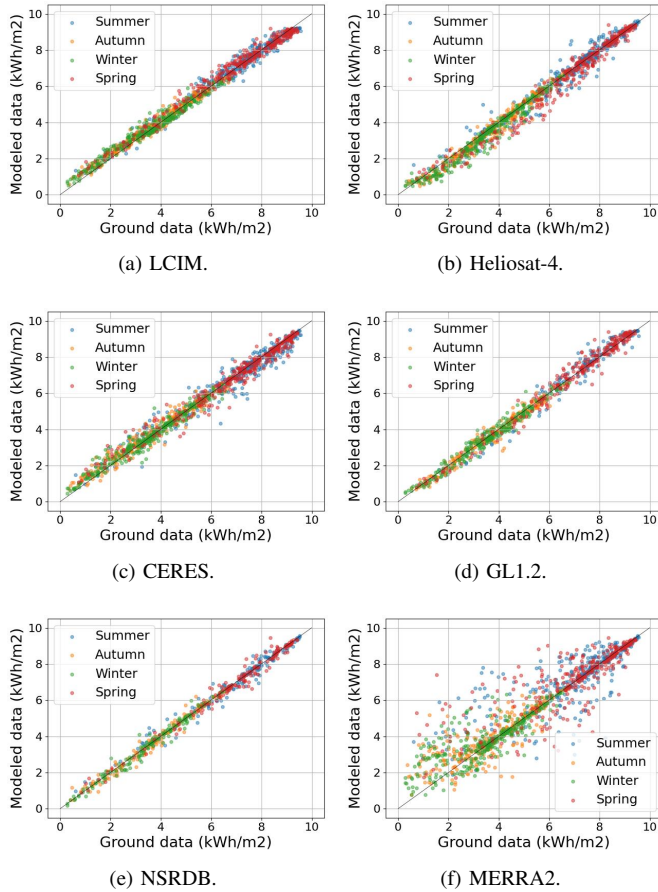 10
8
6
4
2
0
Modeled data (kWh/m2)
Summer
Autumn
Winter
Spring
0 2 4 6 8 10
Ground data (kWh/m2)
(a) LCIM.
10
8
6
4
2
0
Modeled data (kWh/m2)
Summer
Autumn
Winter
Spring
0 2 4 6 8 10
Ground data (kWh/m2)
(b) Heliosat-4.
10
8
6
4
2
0
Modeled data (kWh/m2)
Summer
Autumn
Winter
Spring
0 2 4 6 8 10
Ground data (kWh/m2)
(c) CERES.
10
8
6
4
2
0
Modeled data (kWh/m2)
Summer
Autumn
Winter
Spring
0 2 4 6 8 10
Ground data (kWh/m2)
(d) GL1.2.
10
8
6
4
2
0
Modeled data (kWh/m2)
Summer
Autumn
Winter
Spring
0 2 4 6 8 10
Ground data (kWh/m2)
(e) NSRDB.
10
8
6
4
2
0
Modeled data (kWh/m2)
Summer
Autumn
Winter
Spring
0 2 4 6 8 10
Ground data (kWh/m2)
(f) MERRA2.